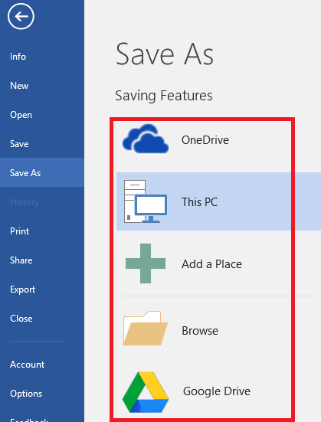 Info
New
Open
Save
Save As
History
Print
Share
Export
Close
Account
Options
Feedback
Save As
Saving Features
OneDrive
This PC
Add a Place
Browse
Google Drive